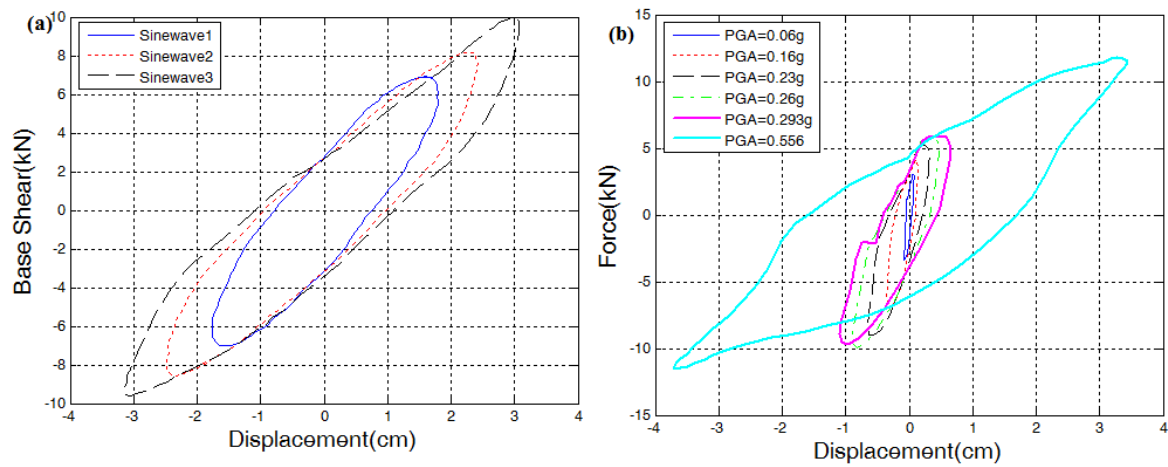 (a)
Sinewave1
Sinewave2
Sinewave3
10
8
6
4
2
0
-2
-4
-6
-8
-10
-4
-3
-2
-1
0
1
2
3
4
Base Shear(kN)
Displacement(cm)
(b)
PGA=0.06g
PGA=0.16g
PGA=0.23g
PGA=0.26g
PGA=0.293g
PGA=0.556
15
10
5
0
-5
-10
-15
-4
-3
-2
-1
0
1
2
3
4
Force(kN)
Displacement(cm)